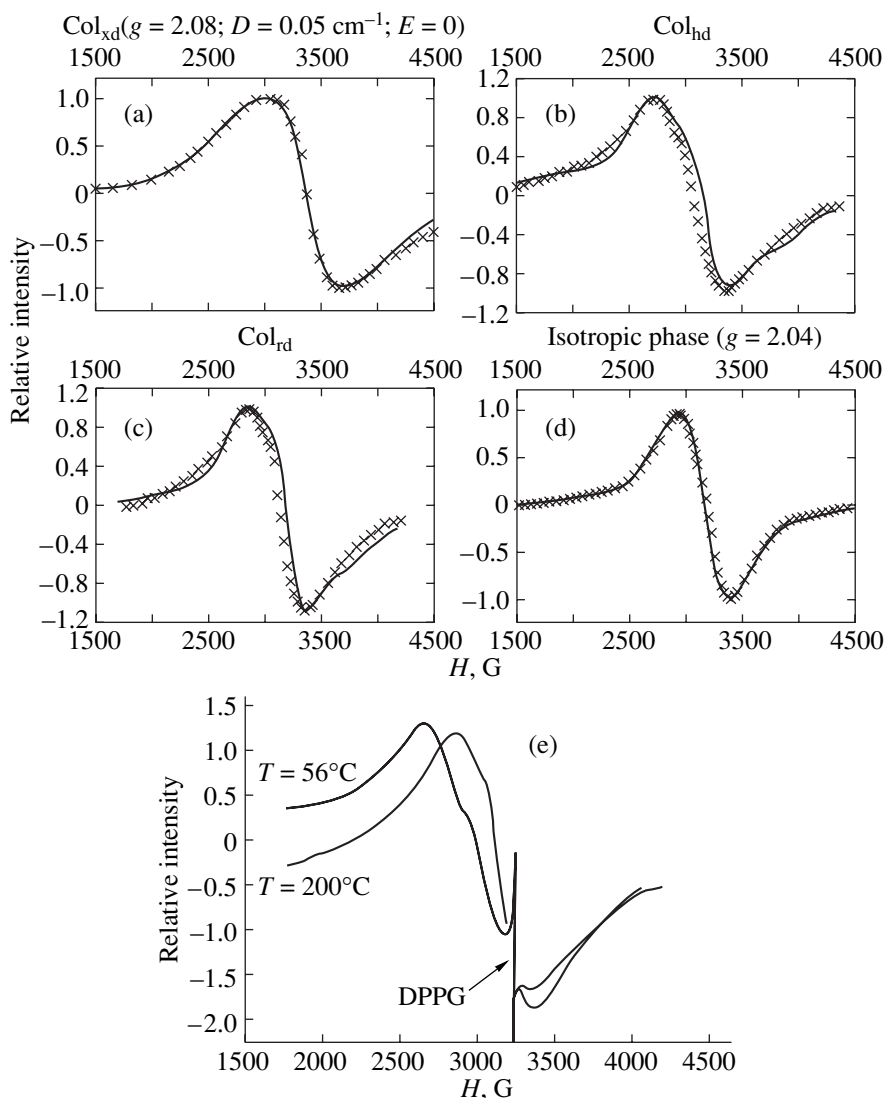 Col_xd(g = 2.08; D = 0.05 cm⁻¹; E = 0)
1500 2500 3500 4500
Col_hd
1500 2500 3500 4500
(a)
1.0
0.5
0
−0.5
−1.0
(b)
1.2
0.8
0.4
0
−0.4
−0.8
−1.2
Relative intensity
Col_rd
1500 2500 3500 4500
Isotropic phase (g = 2.04)
1500 2500 3500 4500
(c)
1.2
0.8
0.4
0
−0.4
−0.8
−1.2
1500 2500 3500 4500
(d)
1.0
0.5
0
−0.5
−1.0
1500 2500 3500 4500
H, G
(e)
1.5
1.0
0.5
0
−0.5
−1.0
−1.5
−2.0
Relative intensity
T = 56°C
T = 200°C
DPPG
1500 2000 2500 3000 3500 4000 4500
H, G